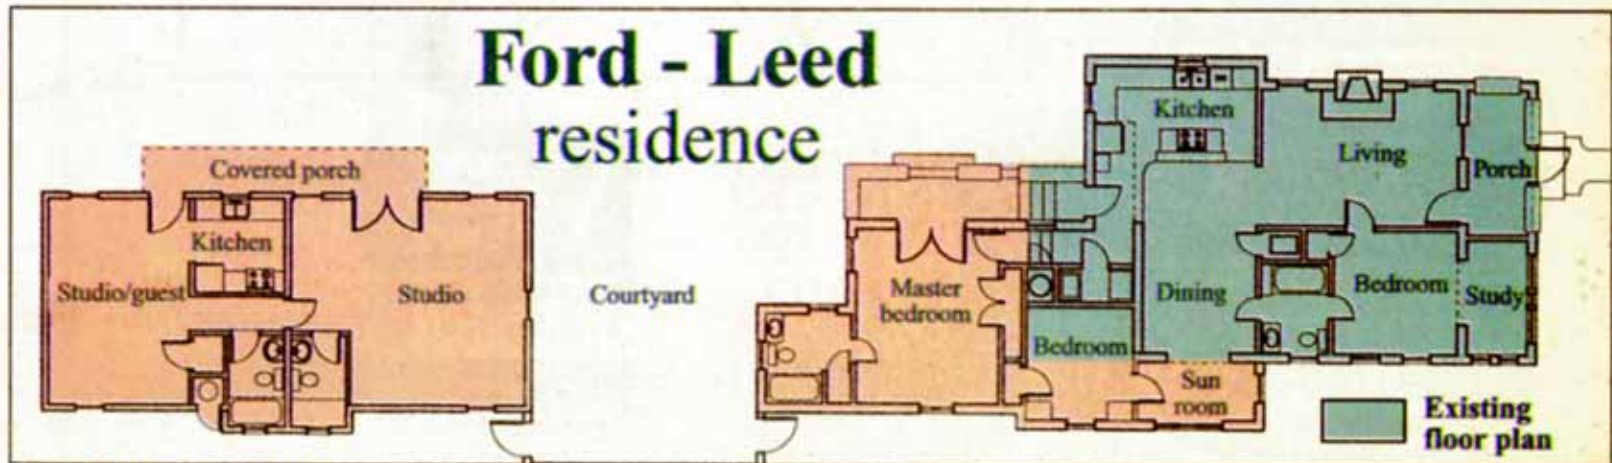 Ford - Leed
residence
Covered porch
Kitchen
Studio/guest
Studio
Courtyard
Master
bedroom
Bedroom
Kitchen
Dining
Living
Porch
Bedroom
Study
Sun
room
Existing
floor plan